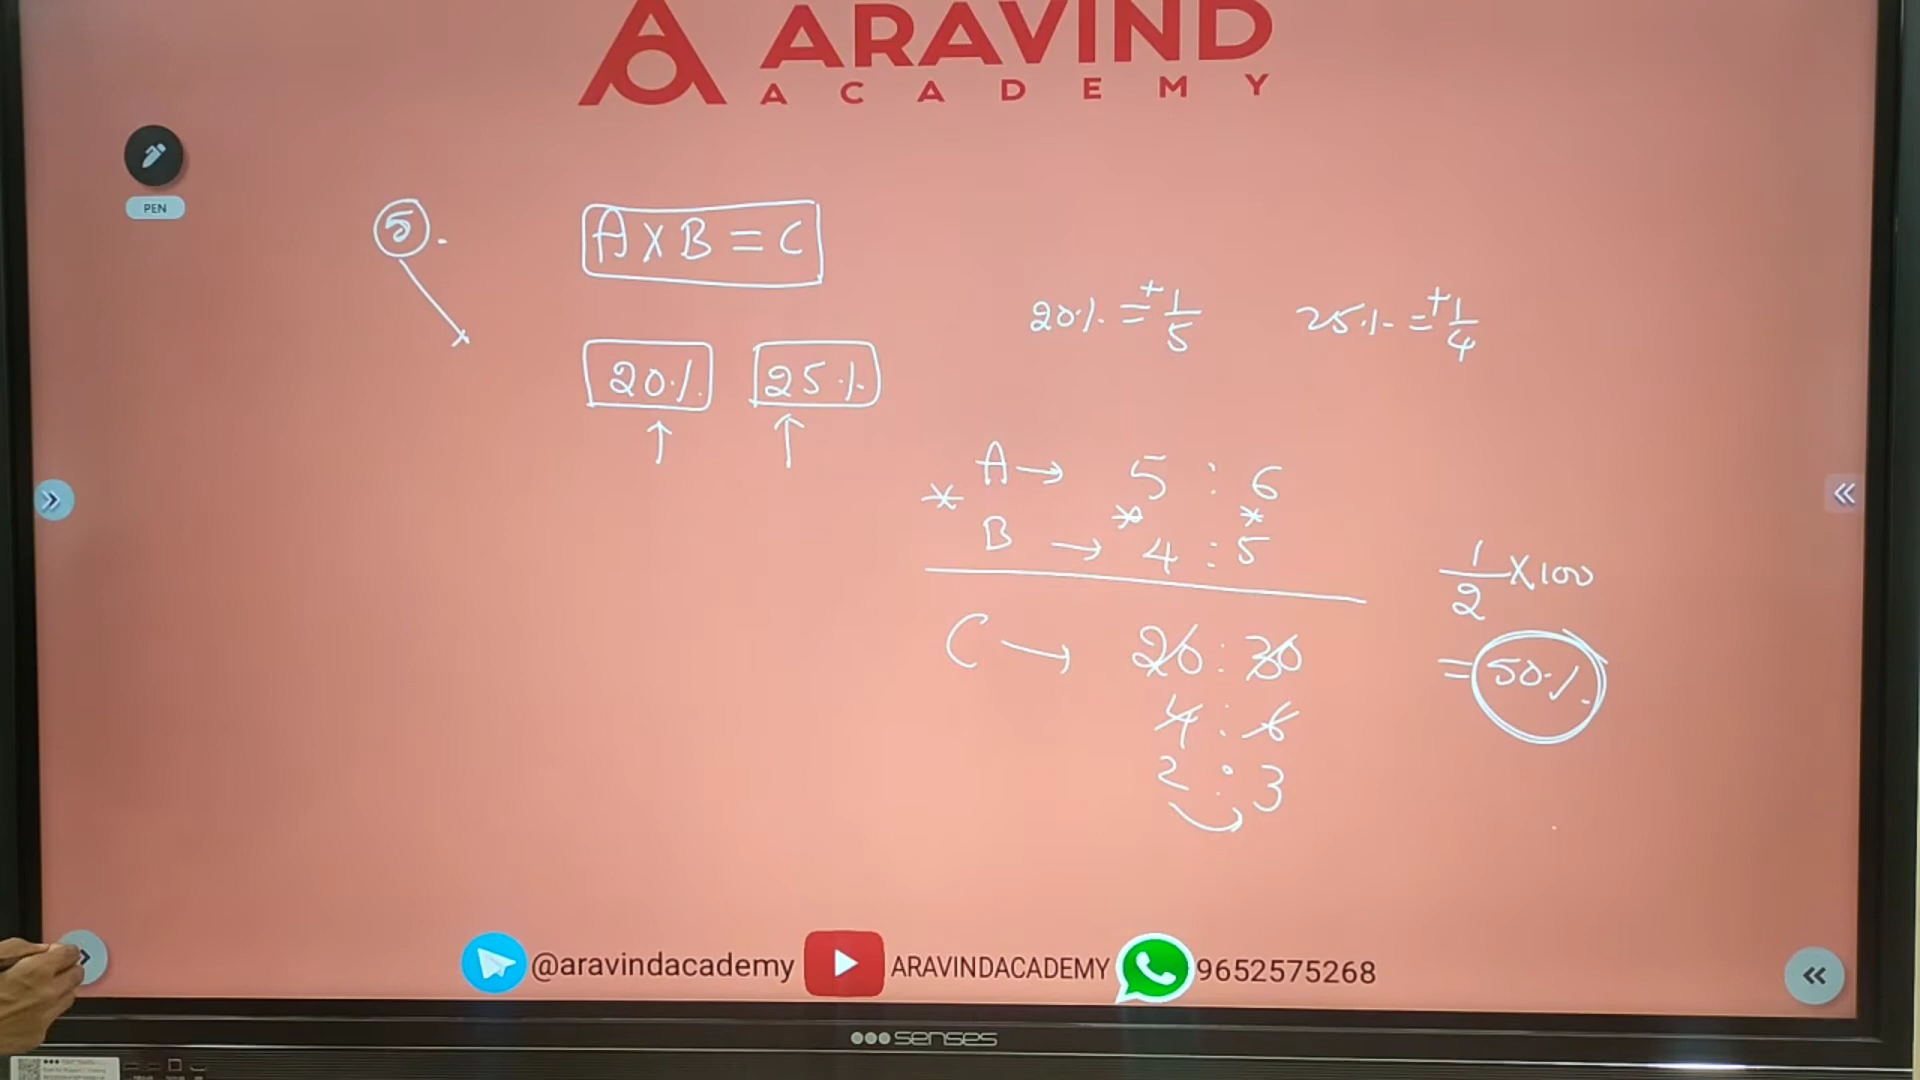 ARAVIND
ACADEMY
PEN
5.
A X B = C
20% = +1/5
25% = +1/4
20% 25%
A → 5 : 6
* * *
B → 4 : 5
C → 20 : 30
4 : 6
2 : 3
1/2 X 100
= 50%.
@aravindacademy ARAVINDACADEMY 9652575268
senses